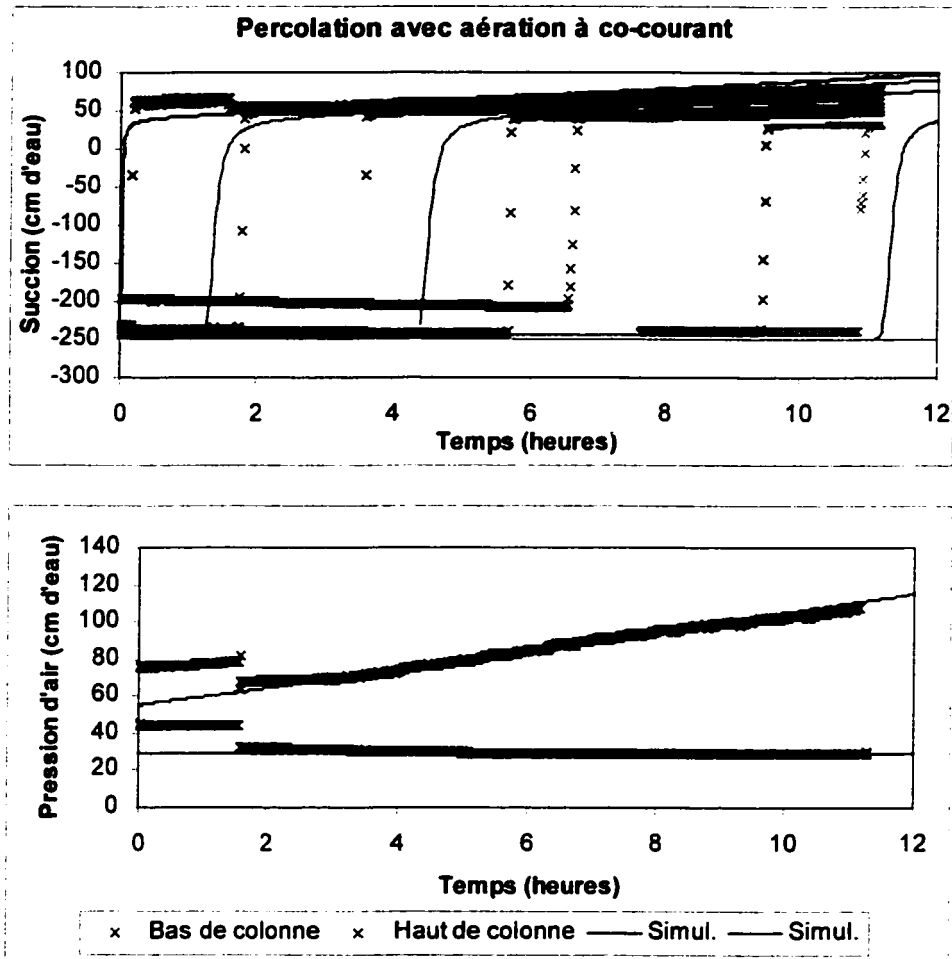 Percolation avec aération à co-courant
Succion (cm d'eau)
100
50
0
-50
-100
-150
-200
-250
-300
0 2 4 6 8 10 12
Temps (heures)
Pression d'air (cm d'eau)
140
120
100
80
60
40
20
0
0 2 4 6 8 10 12
Temps (heures)
× Bas de colonne × Haut de colonne Simul. Simul.